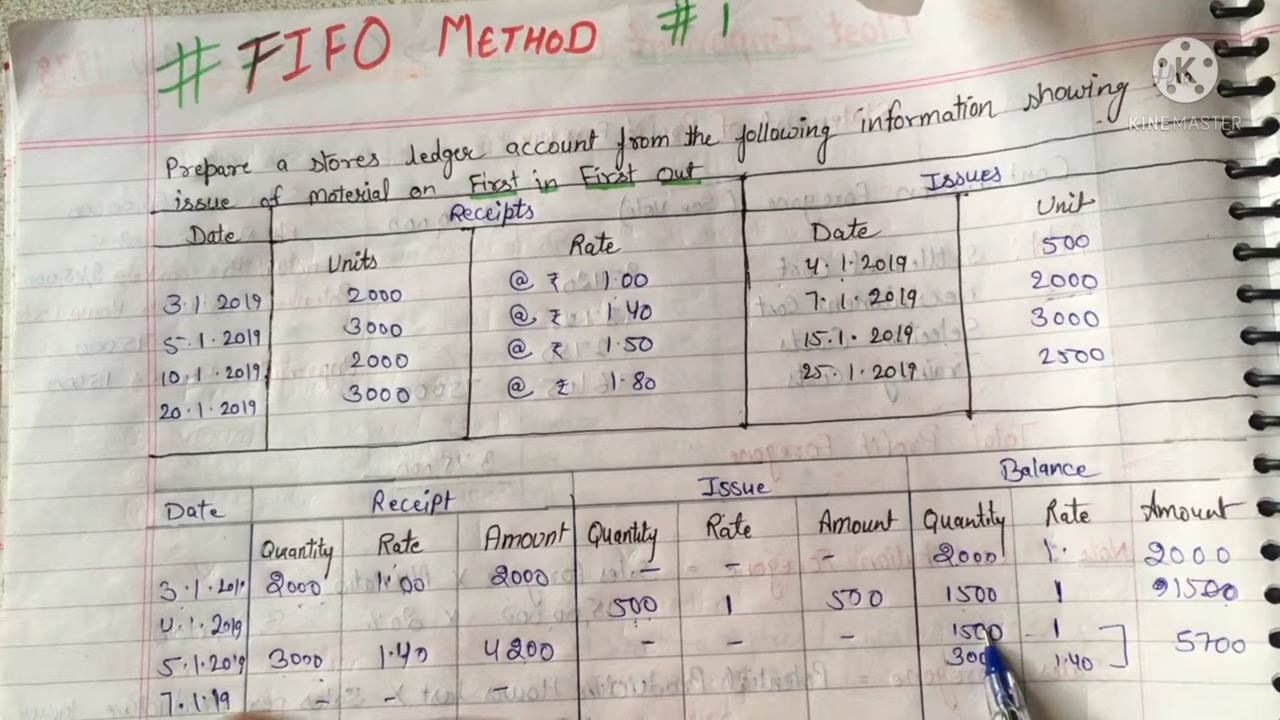 # FIFO METHOD #1
K
KINEMASTER
Prepare a stores ledger account from the following information showing
issue of material on First in First Out
Receipts Issues
Date Units Rate Date Unit
3.1.2019 2000 @ ₹ 1.00 4.1.2019 500
5.1.2019 3000 @ ₹ 1.40 7.1.2019 2000
10.1.2019 2000 @ ₹ 1.50 15.1.2019 3000
20.1.2019 3000 @ ₹ 1.80 25.1.2019 2500
Date Receipt Issue Balance
Quantity Rate Amount Quantity Rate Amount Quantity Rate Amount
3.1.2019 2000 1.00 2000 - - - 2000 1. 2000
4.1.2019 500 1 500 1500 1 1500
5.1.2019 3000 1.40 4200 - - - 1500 1 5700
300 1.40
7.1.19 - - -